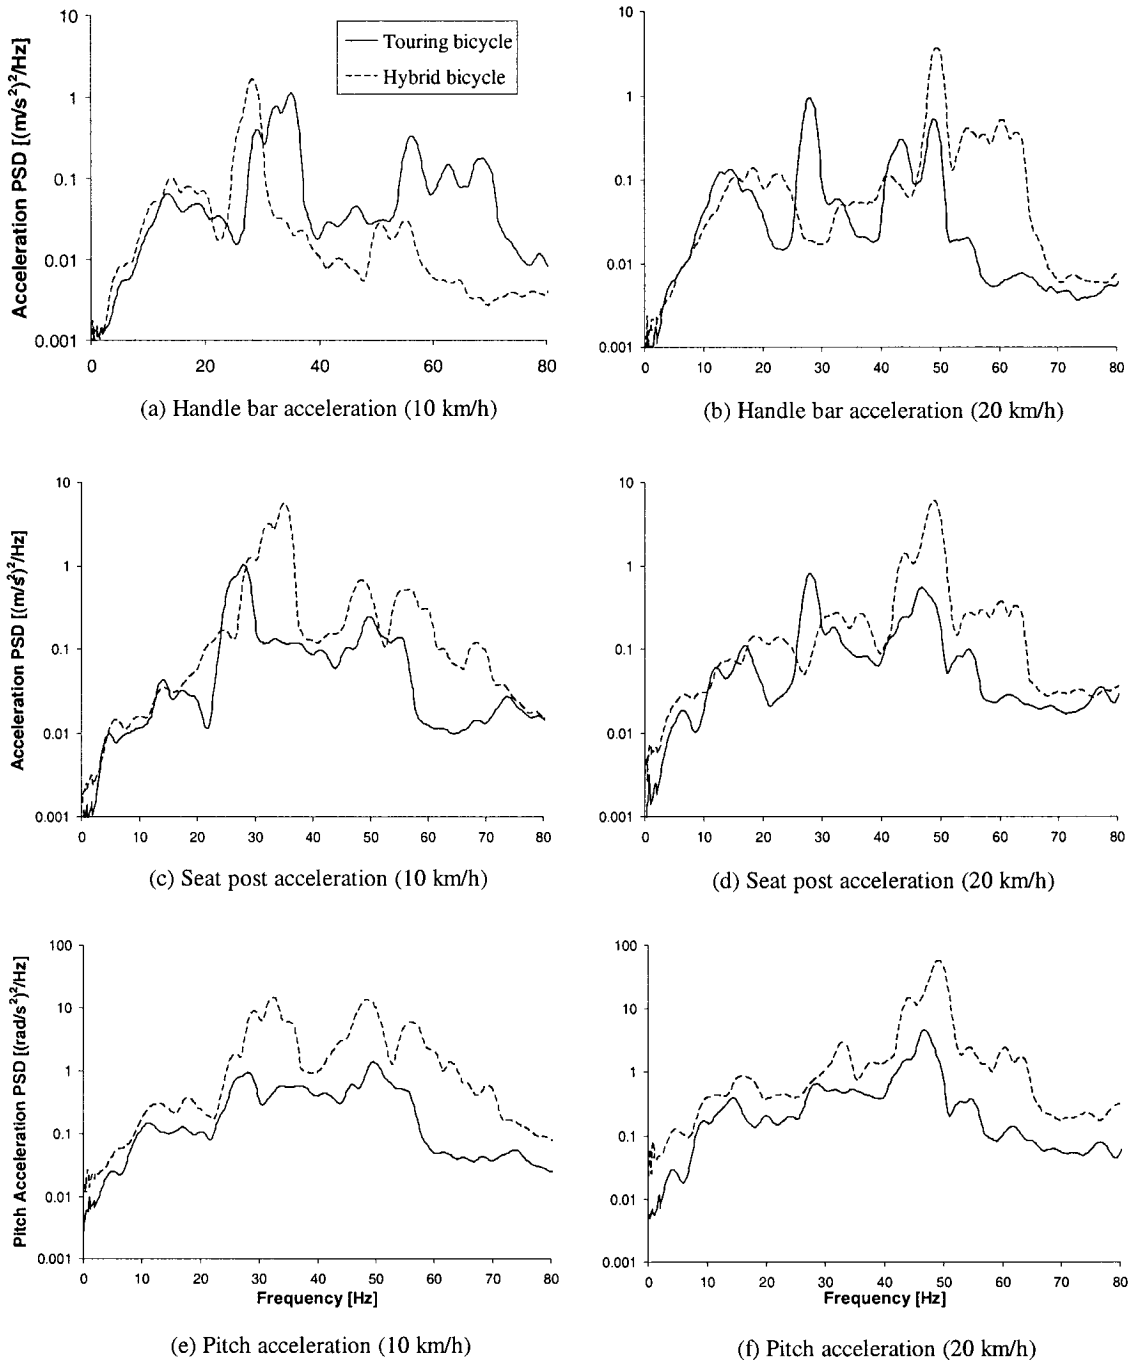 10
1
0.1
0.01
0.001
Acceleration PSD [(m/s²)²/Hz]
Touring bicycle
Hybrid bicycle
0 20 40 60 80
(a) Handle bar acceleration (10 km/h)
10
1
0.1
0.01
0.001
0 10 20 30 40 50 60 70 80
(b) Handle bar acceleration (20 km/h)
10
1
0.1
0.01
0.001
Acceleration PSD [(m/s²)²/Hz]
0 10 20 30 40 50 60 70 80
(c) Seat post acceleration (10 km/h)
10
1
0.1
0.01
0.001
0 10 20 30 40 50 60 70 80
(d) Seat post acceleration (20 km/h)
100
10
1
0.1
0.01
0.001
Pitch Acceleration PSD [(rad/s²)²/Hz]
0 10 20 30 40 50 60 70 80
Frequency [Hz]
(e) Pitch acceleration (10 km/h)
100
10
1
0.1
0.01
0.001
0 10 20 30 40 50 60 70 80
Frequency [Hz]
(f) Pitch acceleration (20 km/h)